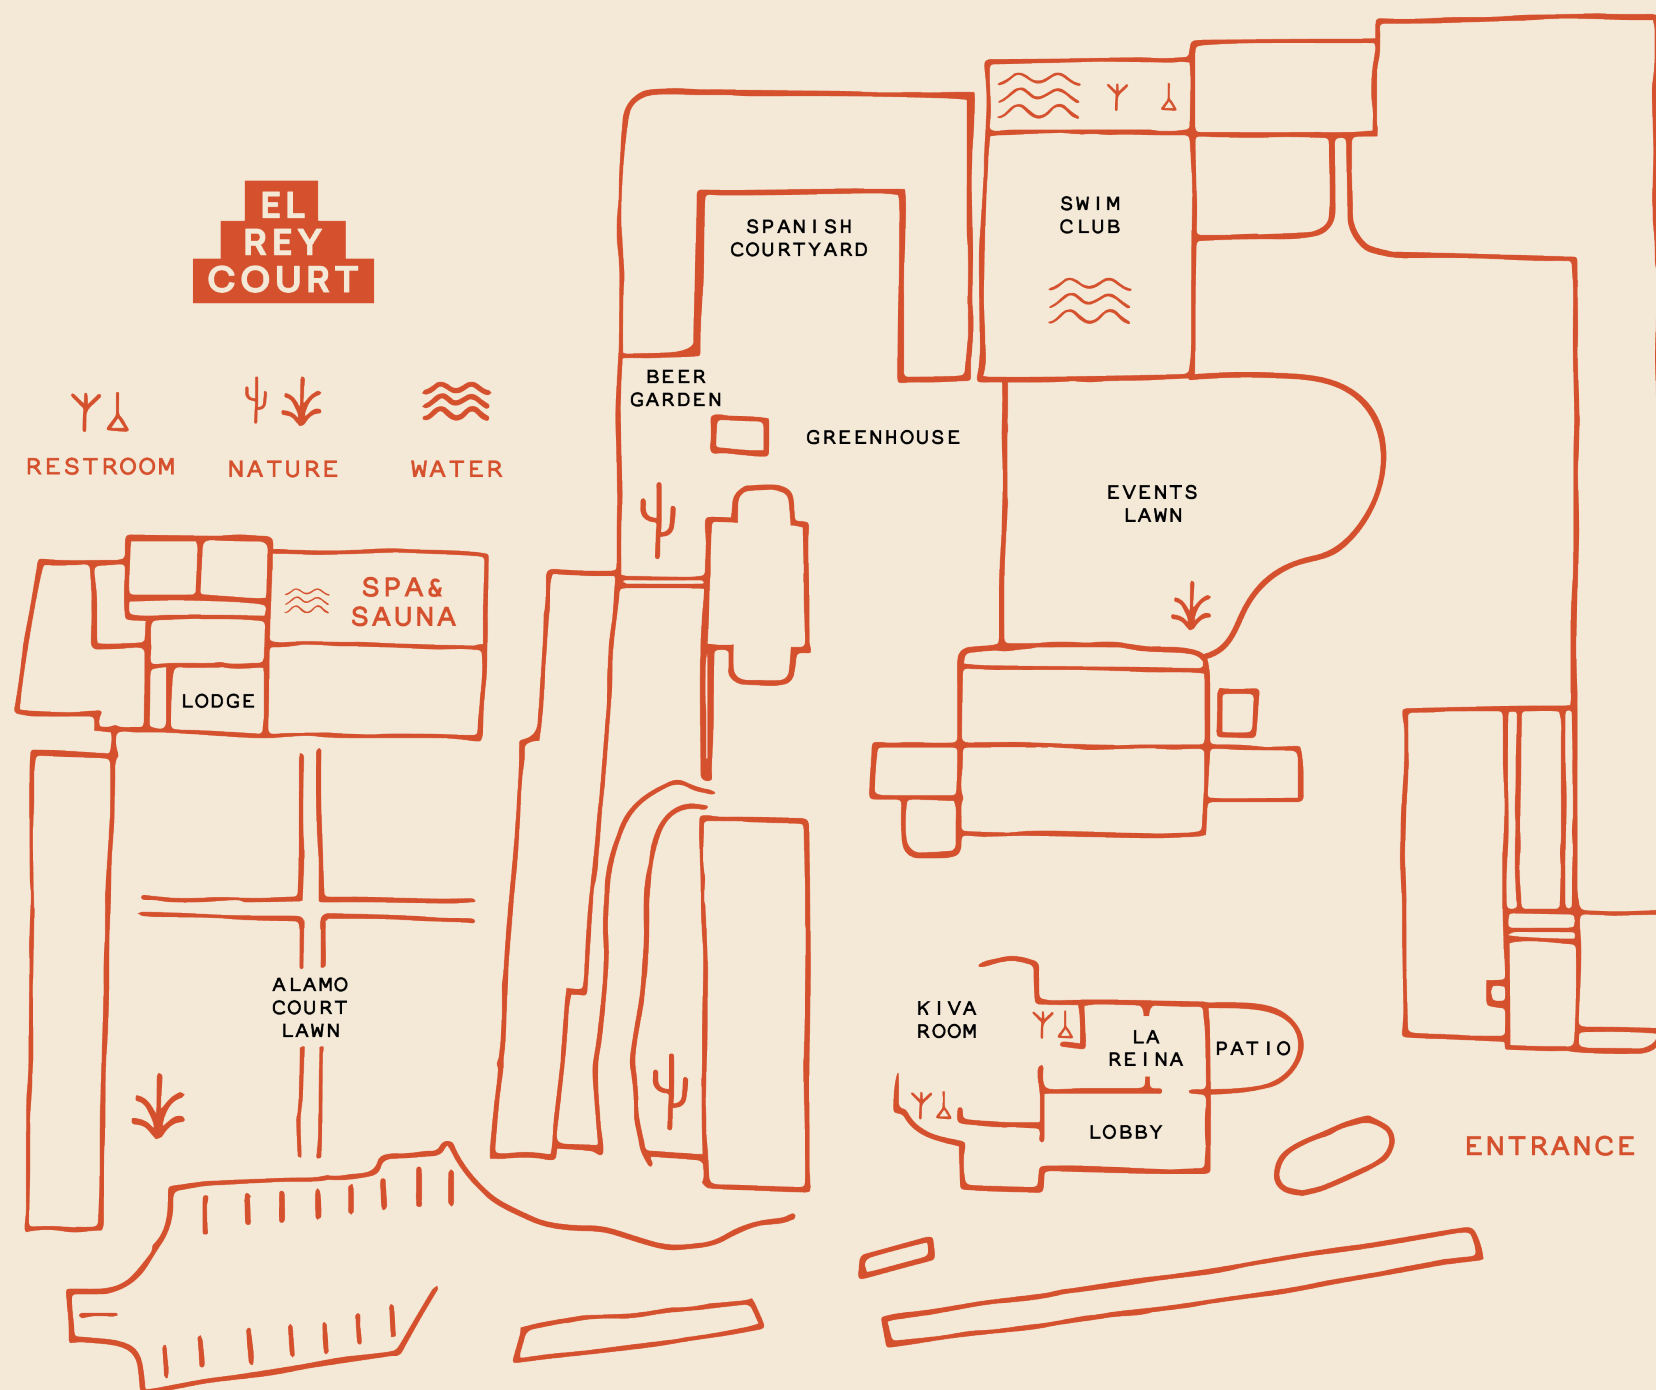 EL
REY
COURT
RESTROOM
NATURE
WATER
SPANISH
COURTYARD
SWIM
CLUB
BEER
GARDEN
GREENHOUSE
EVENTS
LAWN
SPA&
SAUNA
LODGE
ALAMO
COURT
LAWN
KIVA
ROOM
LA
REINA
PATIO
LOBBY
ENTRANCE